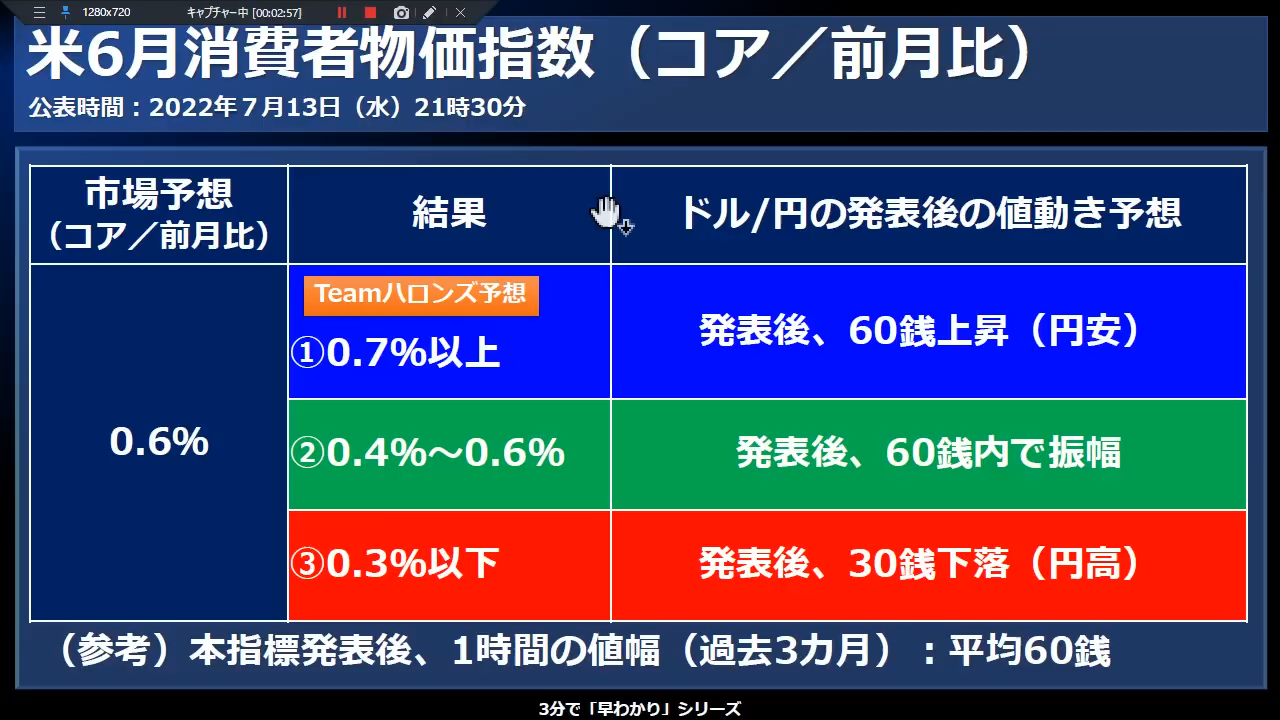 1280x720
キャプチャー中 [00:02:57]
米6月消費者物価指数（コア／前月比）
公表時間：2022年７月13日（水）21時30分
市場予想
（コア／前月比）
結果
ドル/円の発表後の値動き予想
0.6%
Teamハロンズ予想
①0.7%以上
発表後、60銭上昇（円安）
②0.4%～0.6%
発表後、60銭内で振幅
③0.3%以下
発表後、30銭下落（円高）
（参考）本指標発表後、1時間の値幅（過去3カ月）：平均60銭
3分で「早わかり」シリーズ